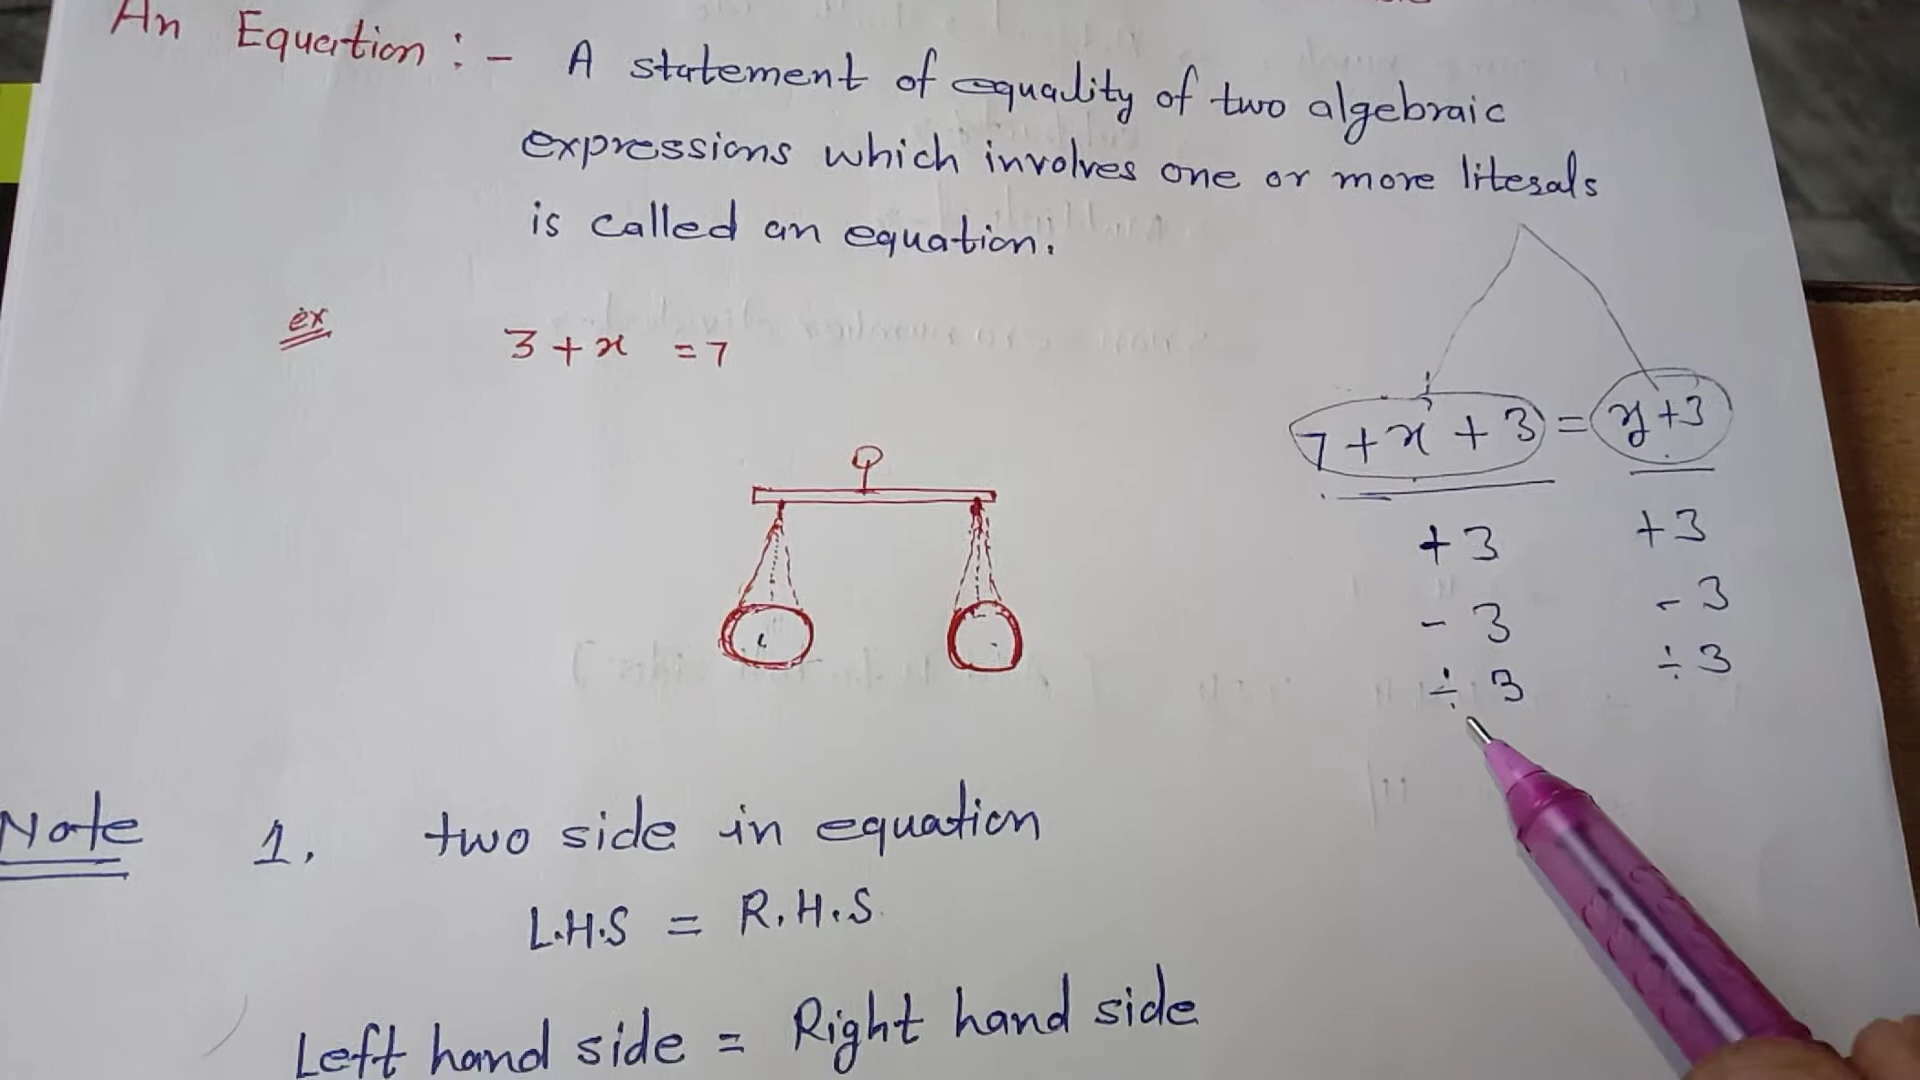 An Equation :- A statement of equality of two algebraic
expressions which involves one or more literals
is called an equation.
ex 3 + x = 7
7 + x + 3 = y + 3
+ 3 + 3
- 3 - 3
÷ 3 ÷ 3
Note 1. two side in equation
L.H.S = R.H.S.
Left hand side = Right hand side